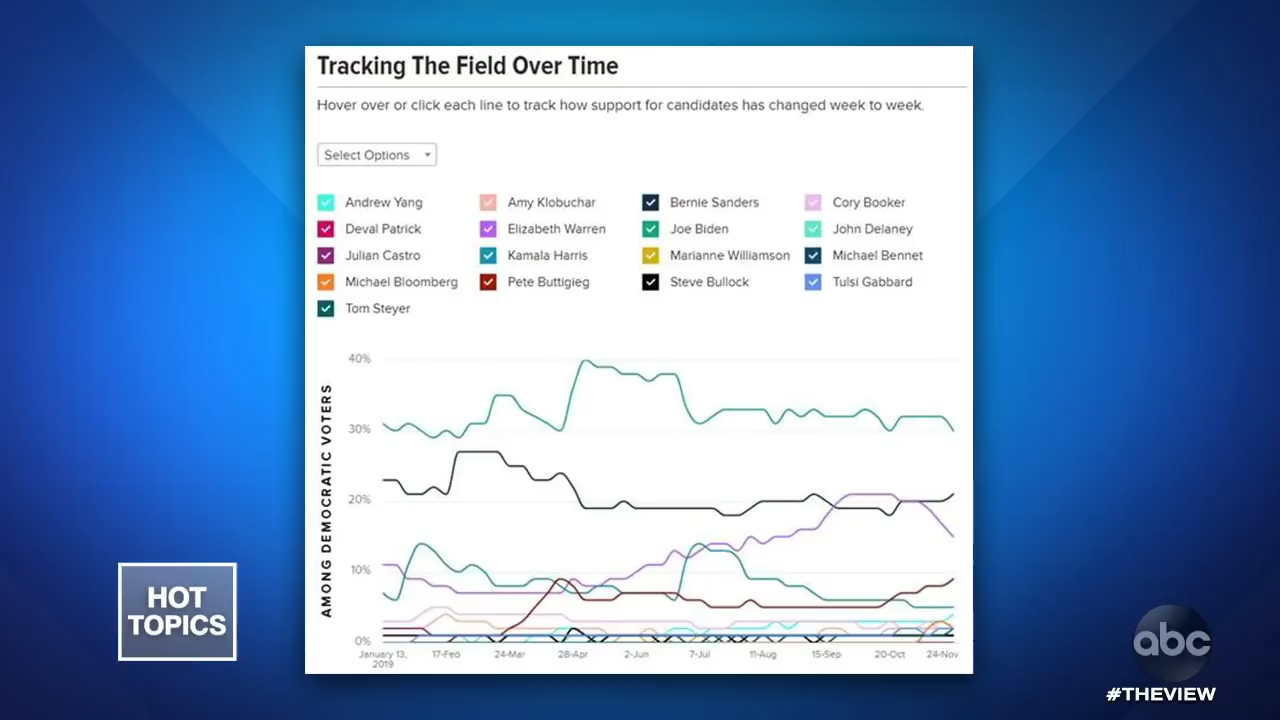 Tracking The Field Over Time
Hover over or click each line to track how support for candidates has changed week to week.
Select Options
Andrew Yang
Amy Klobuchar
Bernie Sanders
Cory Booker
Deval Patrick
Elizabeth Warren
Joe Biden
John Delaney
Julian Castro
Kamala Harris
Marianne Williamson
Michael Bennet
Michael Bloomberg
Pete Buttigieg
Steve Bullock
Tulsi Gabbard
Tom Steyer
AMONG DEMOCRATIC VOTERS
40%
30%
20%
10%
0%
January 13, 2019
17-Feb
24-Mar
28-Apr
2-Jun
7-Jul
11-Aug
15-Sep
20-Oct
24-Nov
HOT
TOPICS
abc
#THEVIEW